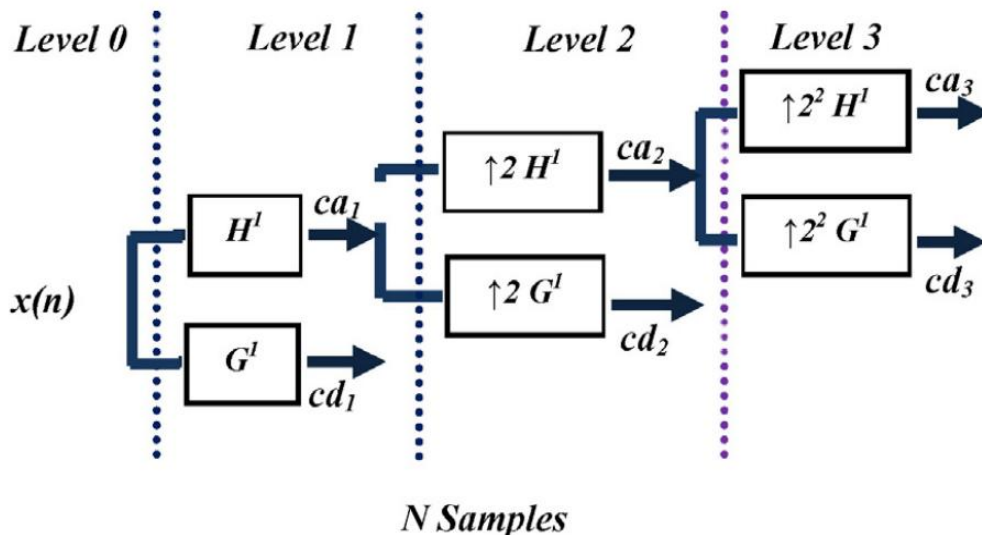 Level 0
Level 1
Level 2
Level 3
x(n)
H¹
ca₁
G¹
cd₁
↑2 H¹
ca₂
↑2 G¹
cd₂
↑2² H¹
ca₃
↑2² G¹
cd₃
N Samples